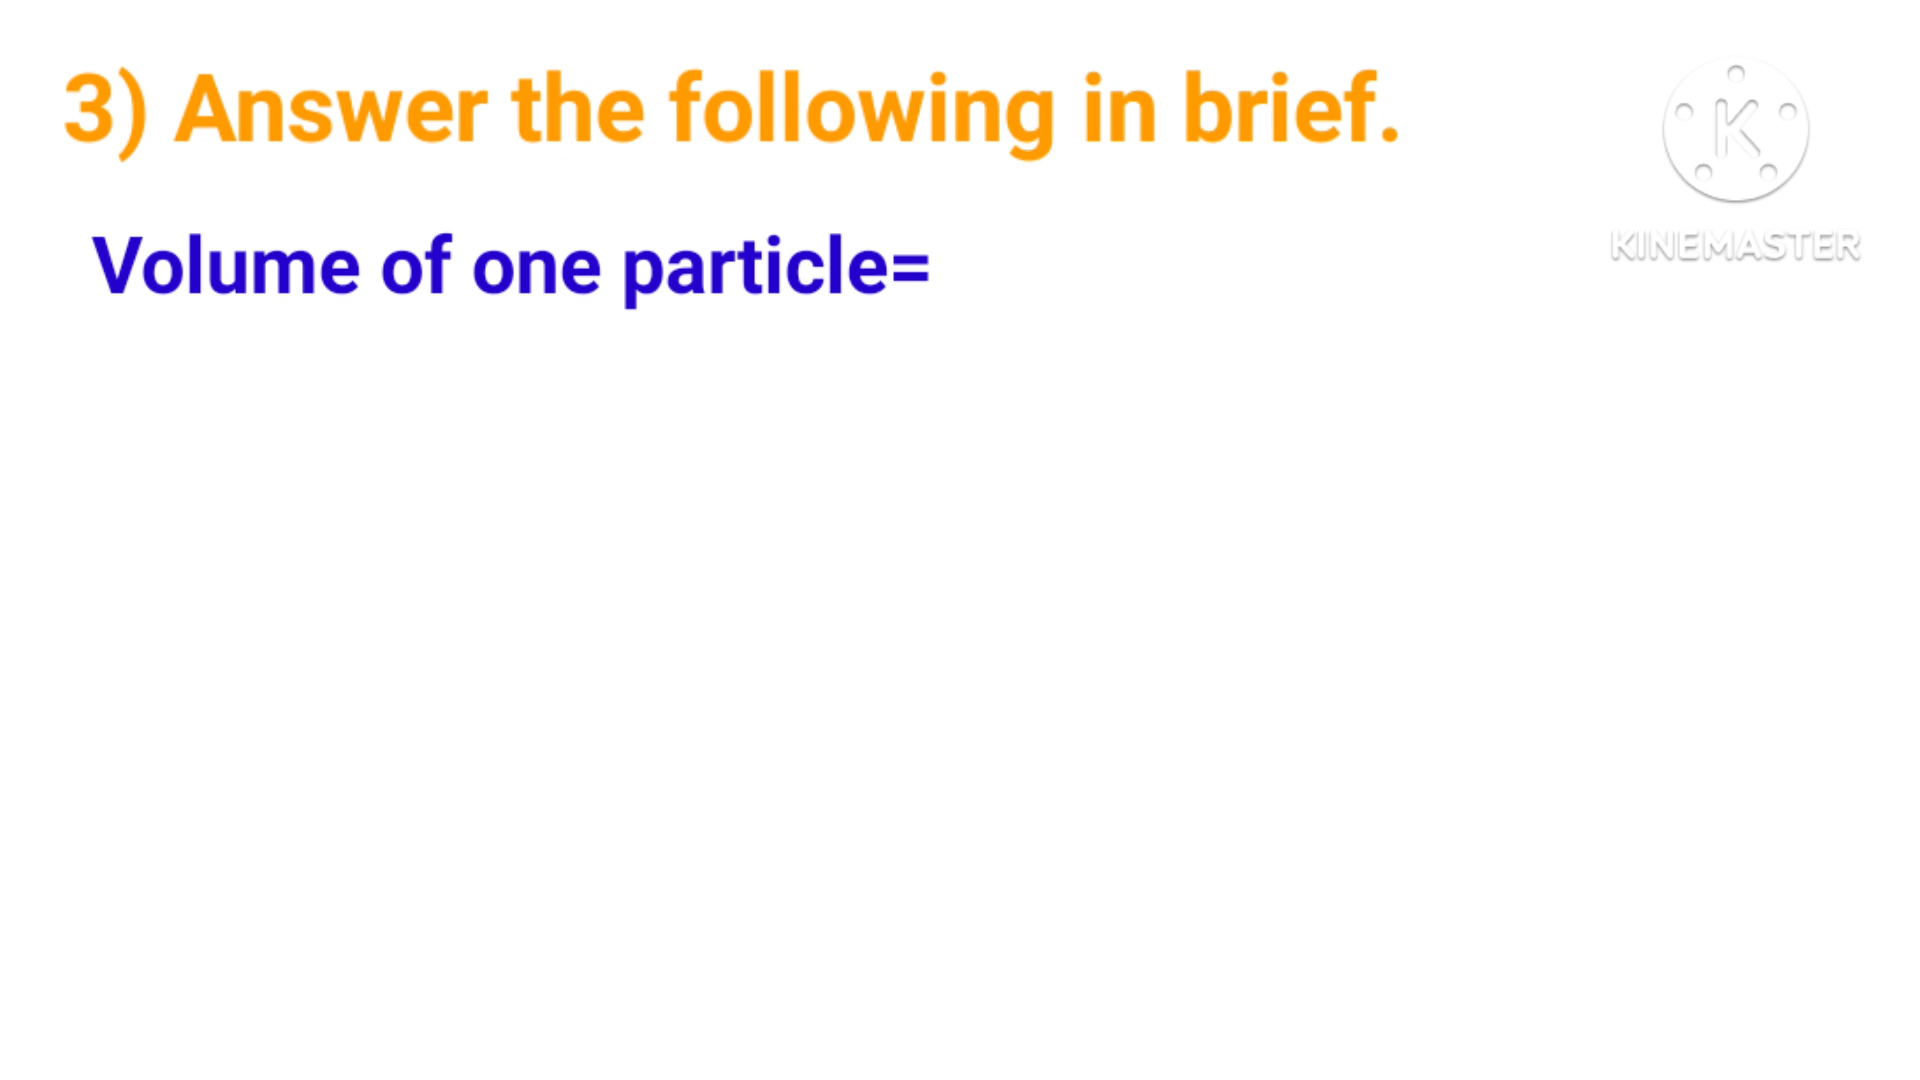 3) Answer the following in brief.
Volume of one particle=
K
KINEMASTER